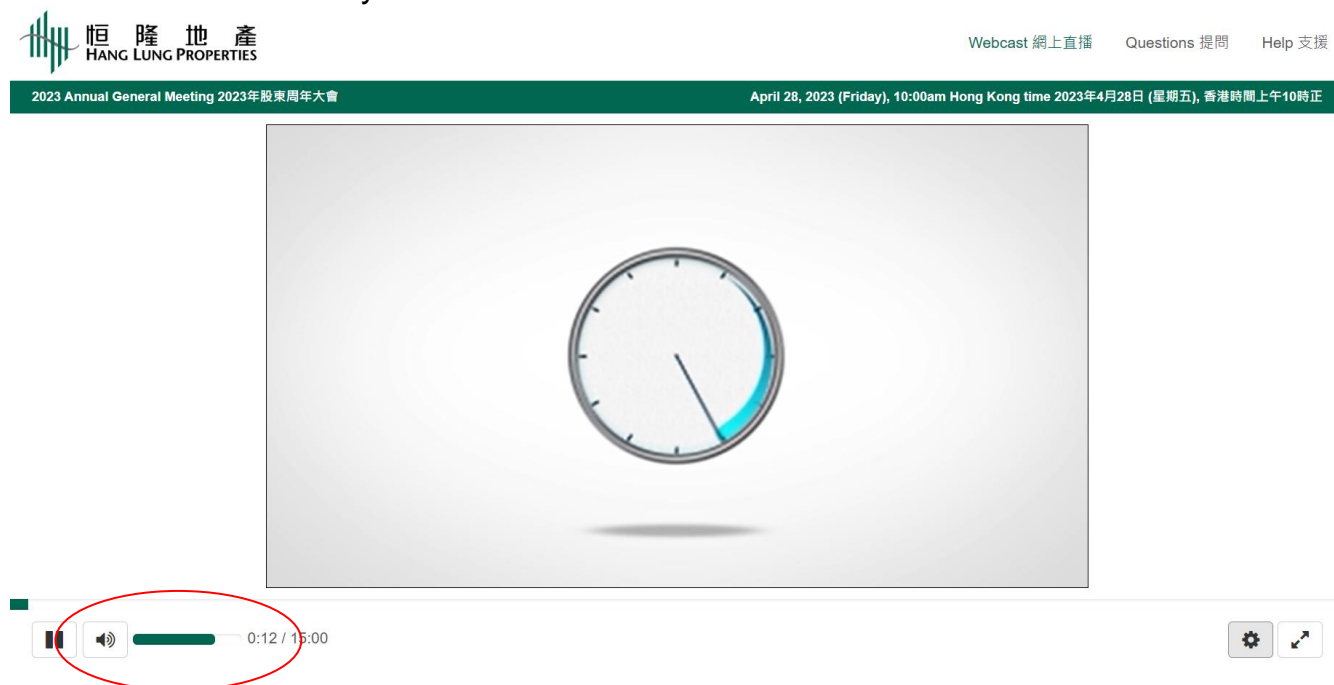 恒隆地產
HANG LUNG PROPERTIES
Webcast 網上直播 Questions 提問 Help 支援
2023 Annual General Meeting 2023年股東周年大會 April 28, 2023 (Friday), 10:00am Hong Kong time 2023年4月28日 (星期五), 香港時間上午10時正
0:12 / 15:00